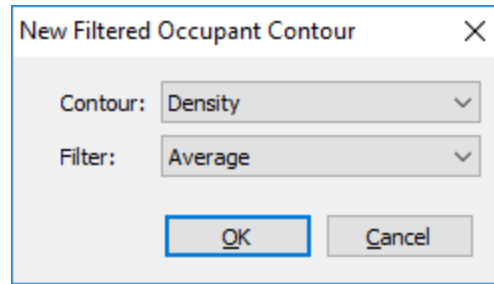 New Filtered Occupant Contour
Contour: Density
Filter: Average
OK Cancel